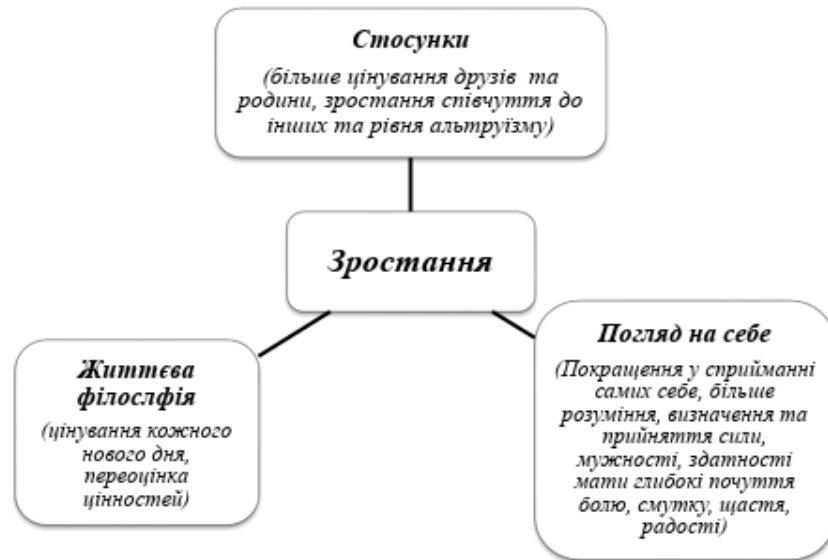 Стосунки
(більше цінування друзів та
родини, зростання співчуття до
інших та рівня альтруїзму)
Зростання
Життєва
філослфія
(цінування кожного
нового дня,
переоцінка
цінностей)
Погляд на себе
(Покращення у сприйманні
самих себе, більше
розуміння, визначення та
прийняття сили,
мужності, здатності
мати глибокі почуття
болю, смутку, щастя,
радості)